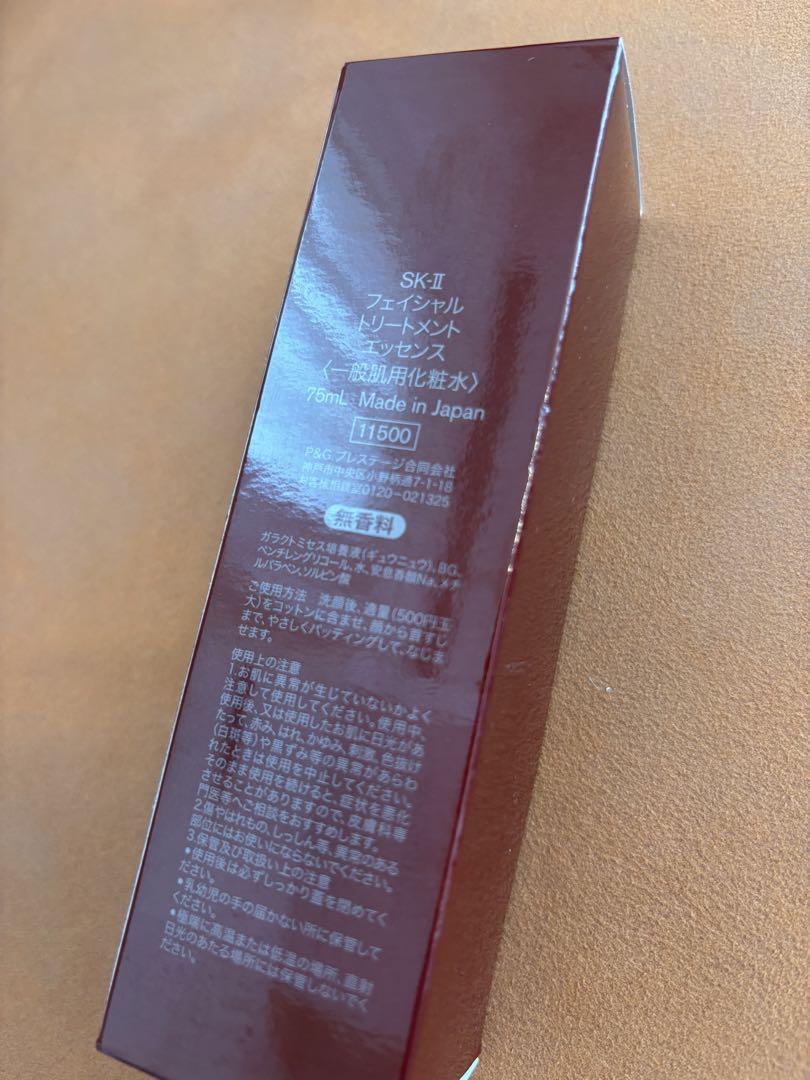 SK-II
フェイシャル
トリートメント
エッセンス
〈一般肌用化粧水〉
75mL Made in Japan
11500
P&G プレステージ合同会社
神戸市中央区小野柄通7-1-18
お客様相談室0120-021325
無香料
ガラクトミセス培養液(ギュウニュウ)、BG、
ペンチレングリコール、水、安息香酸Na、メチ
ルパラベン、ソルビン酸
ご使用方法 洗顔後、適量(500円玉
大)をコットンに含ませ、顔から首すじ
まで、やさしくパッティングして、なじま
せます。
使用上の注意
1.お肌に異常が生じていないかよく
注意して使用してください。使用中、
使用後、又は使用したお肌に日光があ
たって、赤み、はれ、かゆみ、刺激、色抜け
(白斑等)や黒ずみ等の異常があらわ
れたときは使用を中止してください。
そのまま使用を続けると、症状を悪化
させることがありますので、皮膚科専
門医等へご相談をおすすめします。
2.傷やはれもの、しっしん等、異常のある
部位にはお使いにならないでください。
3.保管及び取扱い上の注意
•使用後は必ずしっかり蓋を閉めてく
ださい。
•乳幼児の手の届かない所に保管して
ください。
•極端に高温または低温の場所、直射
日光のあたる場所には保管しないでく
ださい。